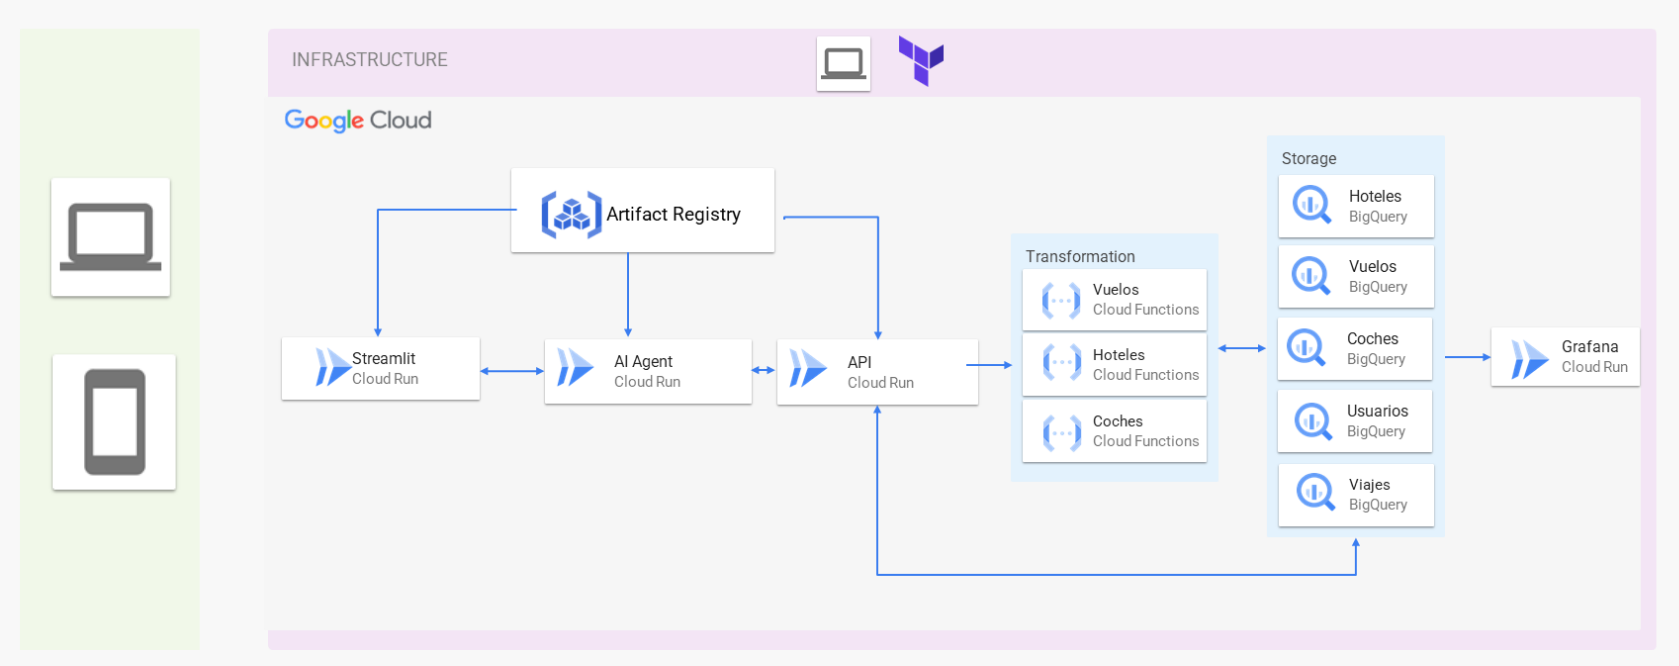 INFRASTRUCTURE
Google Cloud
Artifact Registry
Streamlit
Cloud Run
AI Agent
Cloud Run
API
Cloud Run
Transformation
Vuelos
Cloud Functions
Hoteles
Cloud Functions
Coches
Cloud Functions
Storage
Hoteles
BigQuery
Vuelos
BigQuery
Coches
BigQuery
Usuarios
BigQuery
Viajes
BigQuery
Grafana
Cloud Run